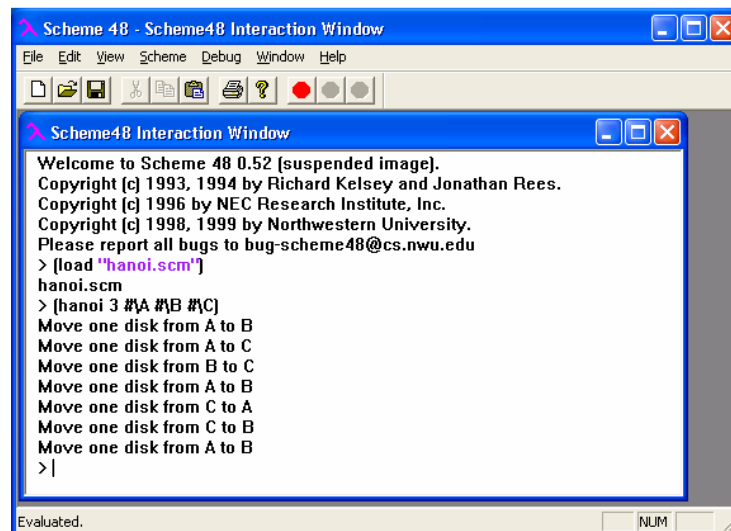 Scheme 48 - Scheme48 Interaction Window
File Edit View Scheme Debug Window Help
Scheme48 Interaction Window
Welcome to Scheme 48 0.52 (suspended image).
Copyright (c) 1993, 1994 by Richard Kelsey and Jonathan Rees.
Copyright (c) 1996 by NEC Research Institute, Inc.
Copyright (c) 1998, 1999 by Northwestern University.
Please report all bugs to bug-scheme48@cs.nwu.edu
> (load "hanoi.scm")
hanoi.scm
> (hanoi 3 #\A #\B #\C)
Move one disk from A to B
Move one disk from A to C
Move one disk from B to C
Move one disk from A to B
Move one disk from C to A
Move one disk from C to B
Move one disk from A to B
>
Evaluated. NUM